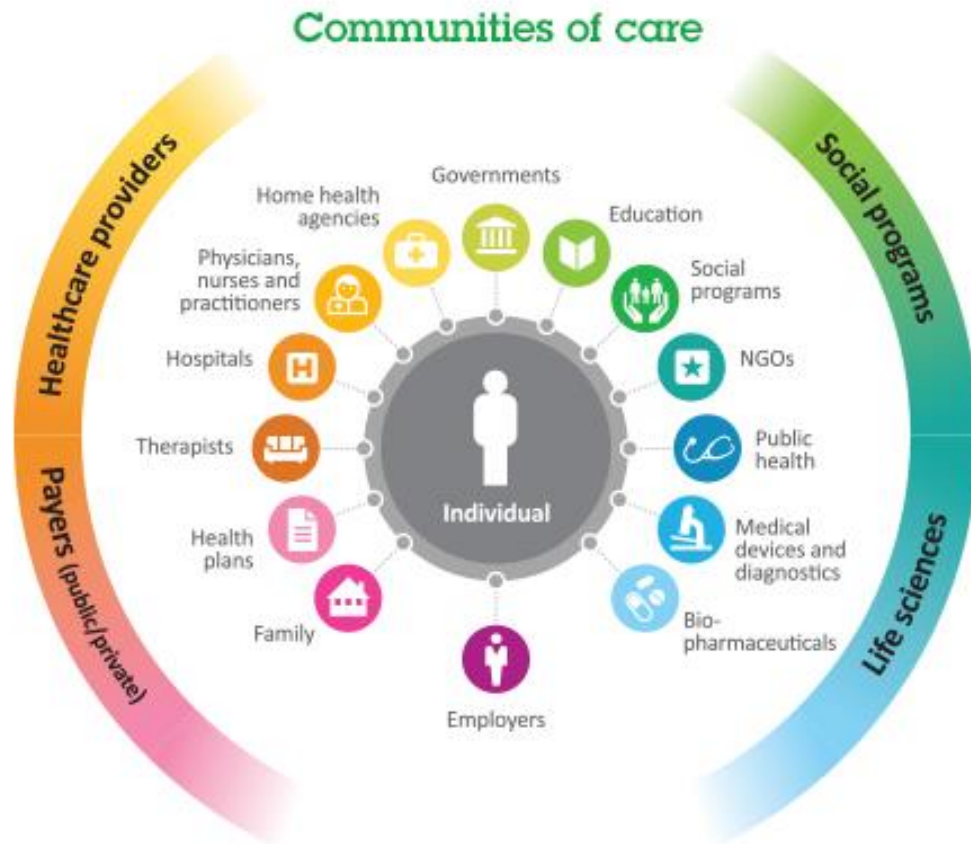 Communities of care
Healthcare providers
Social programs
Governments
Home health
agencies
Education
Physicians,
nurses and
practitioners
Social
programs
Hospitals
H
NGOs
Therapists
Public
health
Individual
Health
plans
Medical
devices and
diagnostics
Family
Bio-
pharmaceuticals
Employers
Payers (public/private)
Life sciences